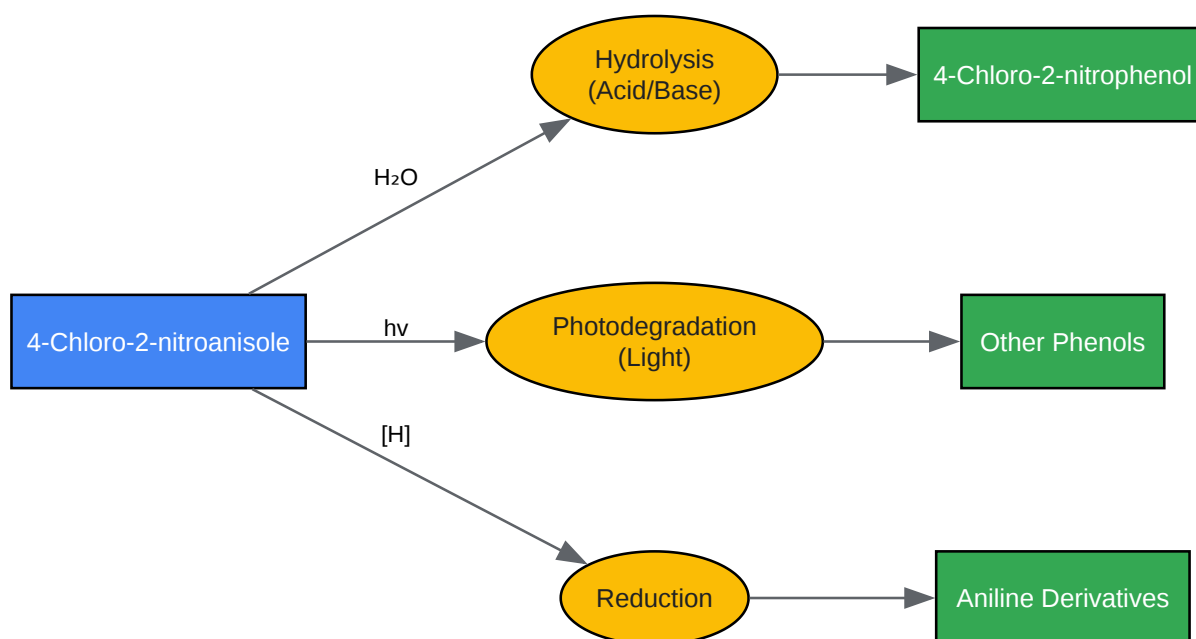 Hydrolysis
(Acid/Base)
4-Chloro-2-nitrophenol
H₂O
4-Chloro-2-nitroanisole
hv
Photodegradation
(Light)
Other Phenols
[H]
Reduction
Aniline Derivatives